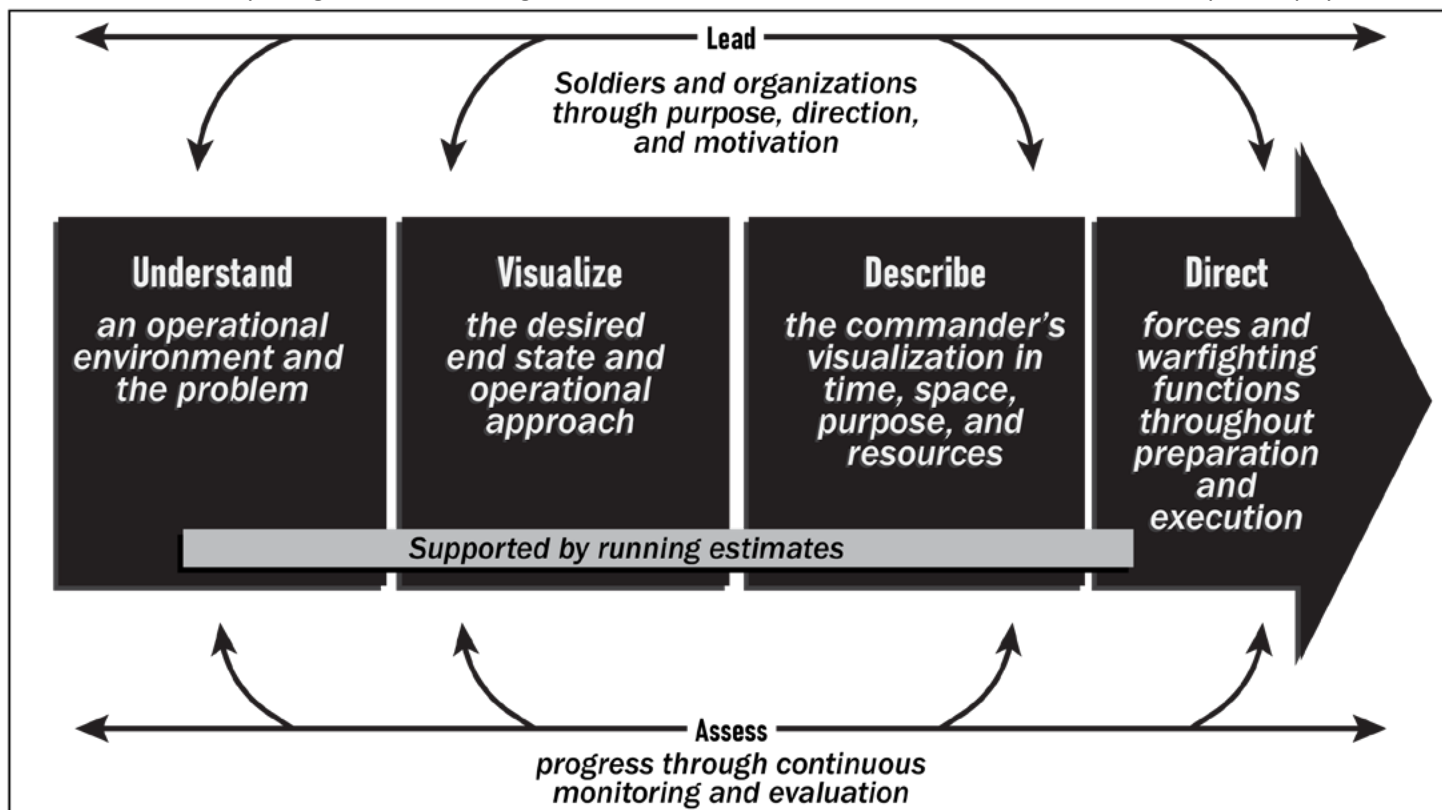 Lead
Soldiers and organizations
through purpose, direction,
and motivation
Understand
an operational
environment and
the problem
Visualize
the desired
end state and
operational
approach
Describe
the commander's
visualization in
time, space,
purpose, and
resources
Direct
forces and
warfighting
functions
throughout
preparation
and
execution
Supported by running estimates
Assess
progress through continuous
monitoring and evaluation